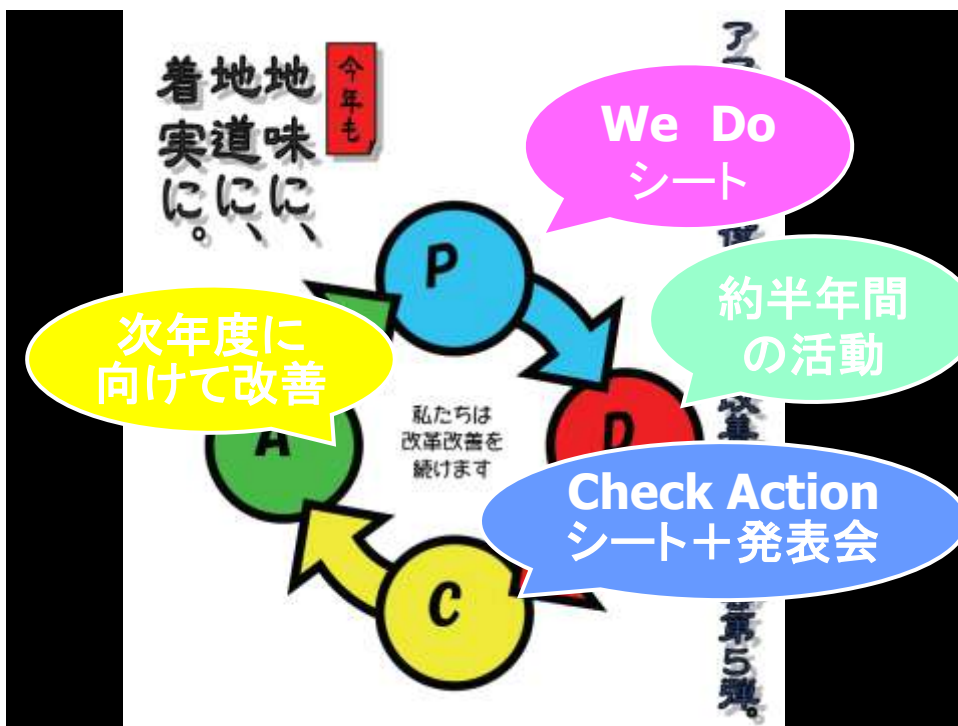 今年も
地味に、
地道に、
着実に。
We Do
シート
約半年間
の活動
次年度に
向けて改善
P
D
A
C
私たちは
改革改善を
続けます
Check Action
シート＋発表会
第5弾。